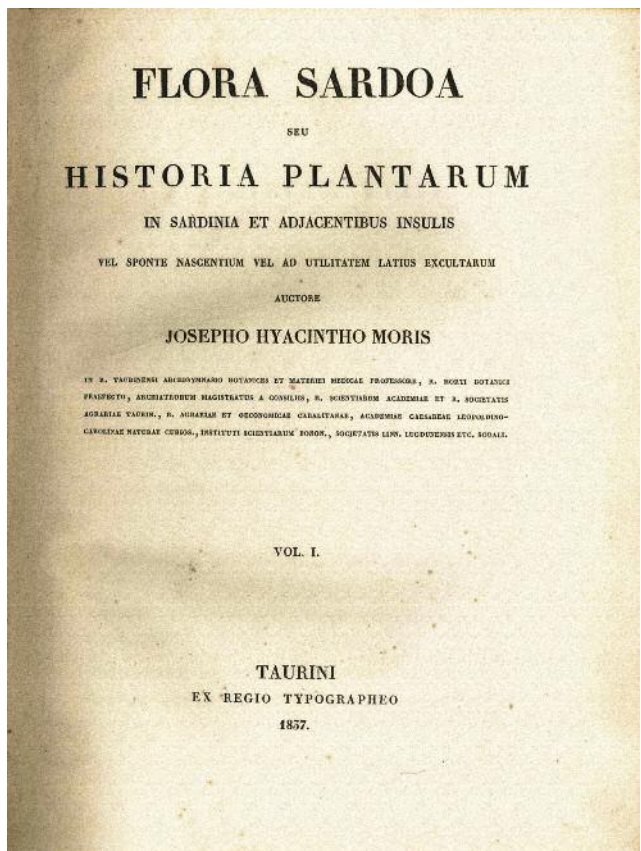 FLORA SARDOA
SEU
HISTORIA PLANTARUM
IN SARDINIA ET ADJACENTIBUS INSULIS
VEL SPONTE NASCENTIUM VEL AD UTILITATEM LATIUS EXCULTARUM
AUCTORE
JOSEPHO HYACINTHO MORIS
IN R. TAURINENSI ARCHIGYMNASIO BOTANICES ET MATERIEI MEDICAE PROFESSORE, R. HORTI BOTANICI
PRAEFECTO, ARCHIATRORUM MAGISTRATUS A CONSILIIS, R. SCIENTIARUM ACADEMIAE ET R. SOCIETATIS
AGRARIAE TAURIN., R. AGRARIAE ET OECONOMICAE CARALITANAE, ACADEMIAE CAESAREAE LEOPOLDINO-
CAROLINAE NATURAE CURIOS., INSTITUTI SCIENTIARUM BONON., SOCIETATIS LINN. LUGDUNENSIS ETC. SODALI.
VOL. I.
TAURINI
EX REGIO TYPOGRAPHEO
1837.